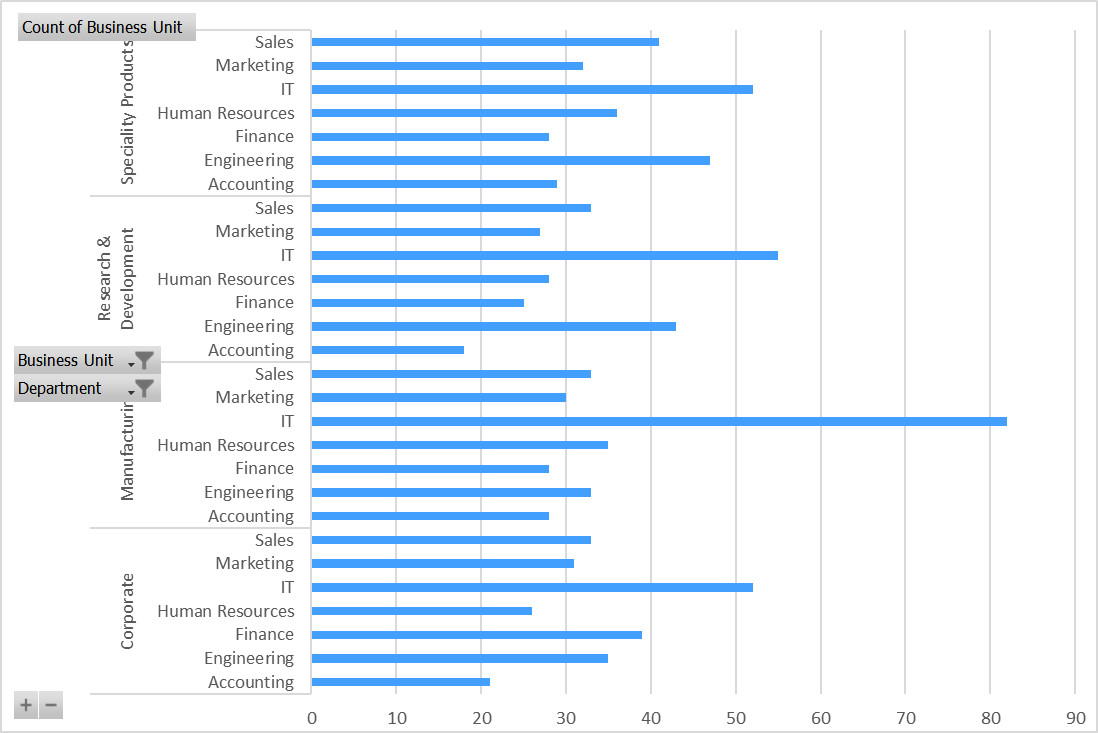 Count of Business Unit
Speciality Products
Sales
Marketing
IT
Human Resources
Finance
Engineering
Accounting
Research &
Development
Sales
Marketing
IT
Human Resources
Finance
Engineering
Accounting
Business Unit
Department
Manufacturin
Sales
Marketing
IT
Human Resources
Finance
Engineering
Accounting
Corporate
Sales
Marketing
IT
Human Resources
Finance
Engineering
Accounting
+ −
0 10 20 30 40 50 60 70 80 90